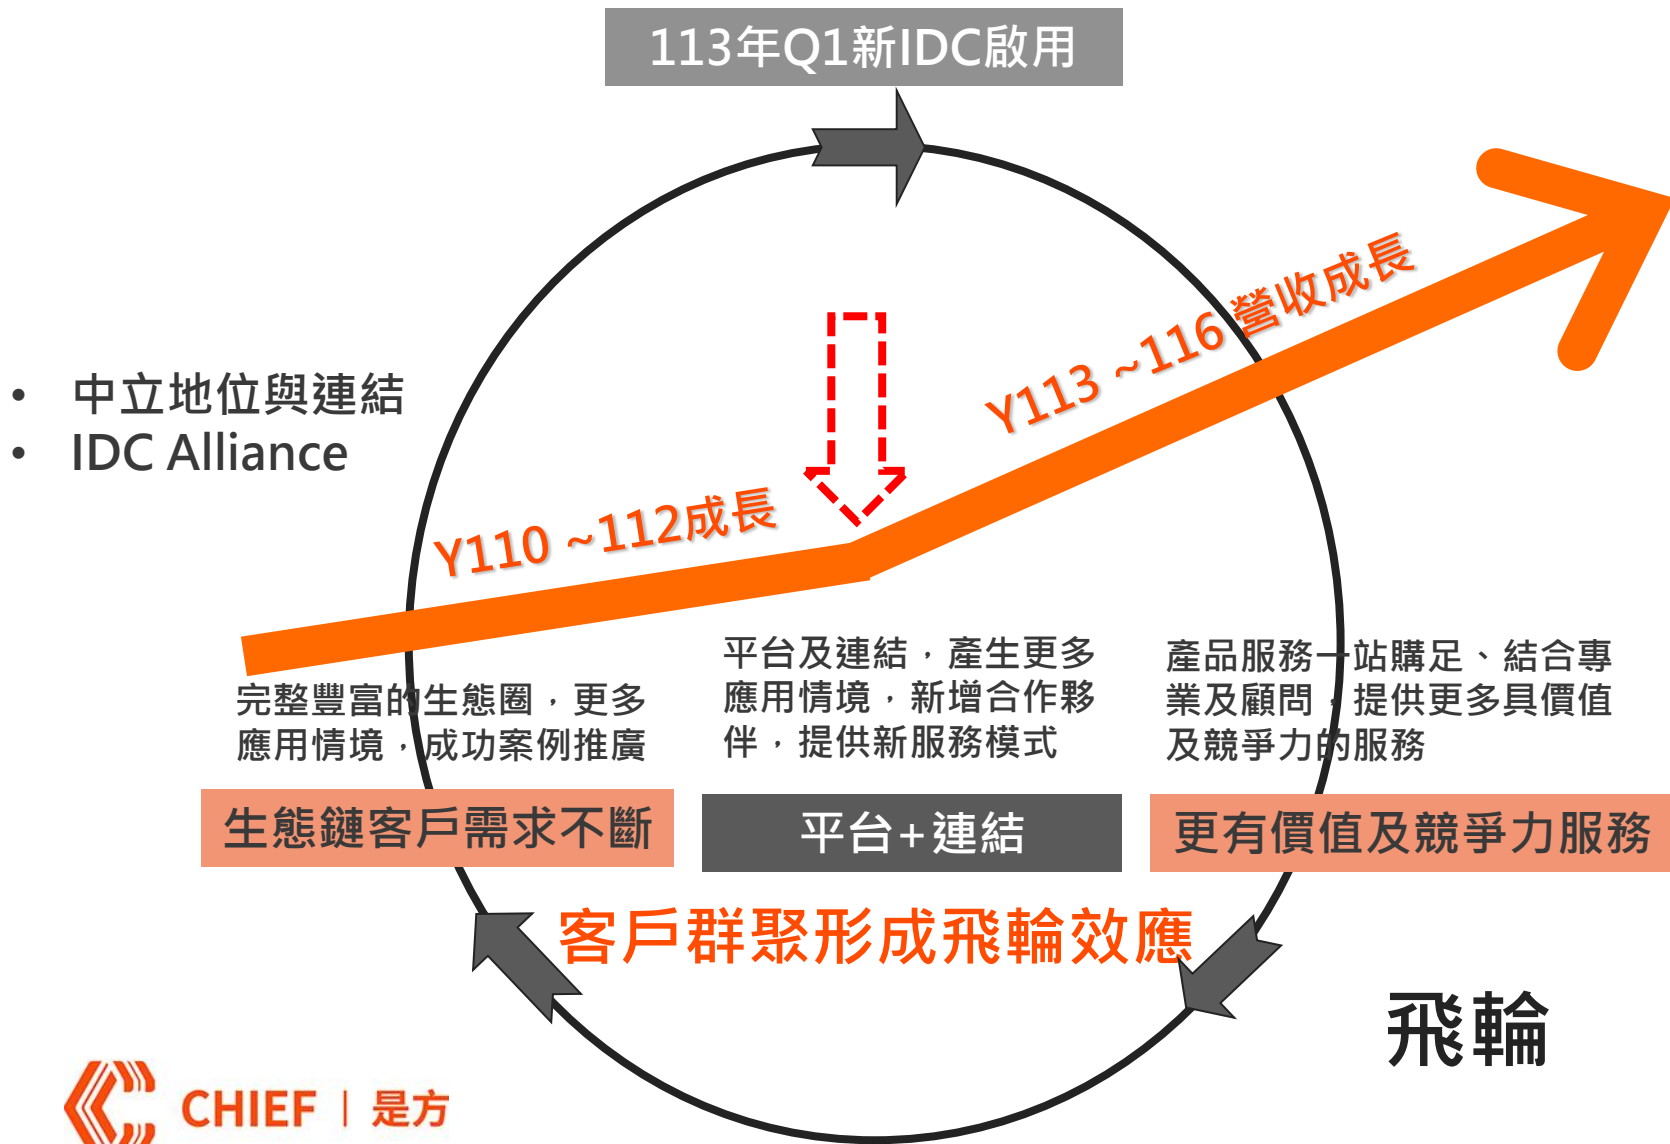 113年Q1新IDC啟用
Y113 ~116 營收成長
• 中立地位與連結
• IDC Alliance
Y110 ~112成長
完整豐富的生態圈，更多
應用情境，成功案例推廣
平台及連結，產生更多
應用情境，新增合作夥
伴，提供新服務模式
產品服務一站購足、結合專
業及顧問，提供更多具價值
及競爭力的服務
生態鏈客戶需求不斷
平台+連結
更有價值及競爭力服務
客戶群聚形成飛輪效應
飛輪
CHIEF | 是方